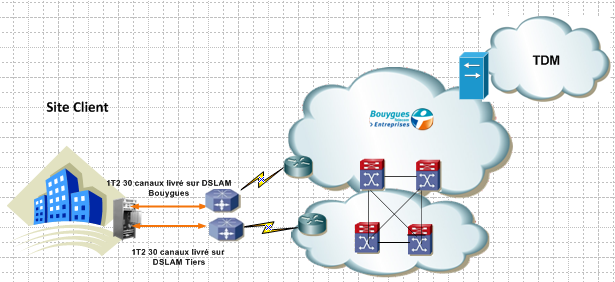 TDM
Bouygues
Telecom
> Entreprises
Site Client
1T2 30 canaux livré sur DSLAM
Bouygues
1T2 30 canaux livré sur
DSLAM Tiers